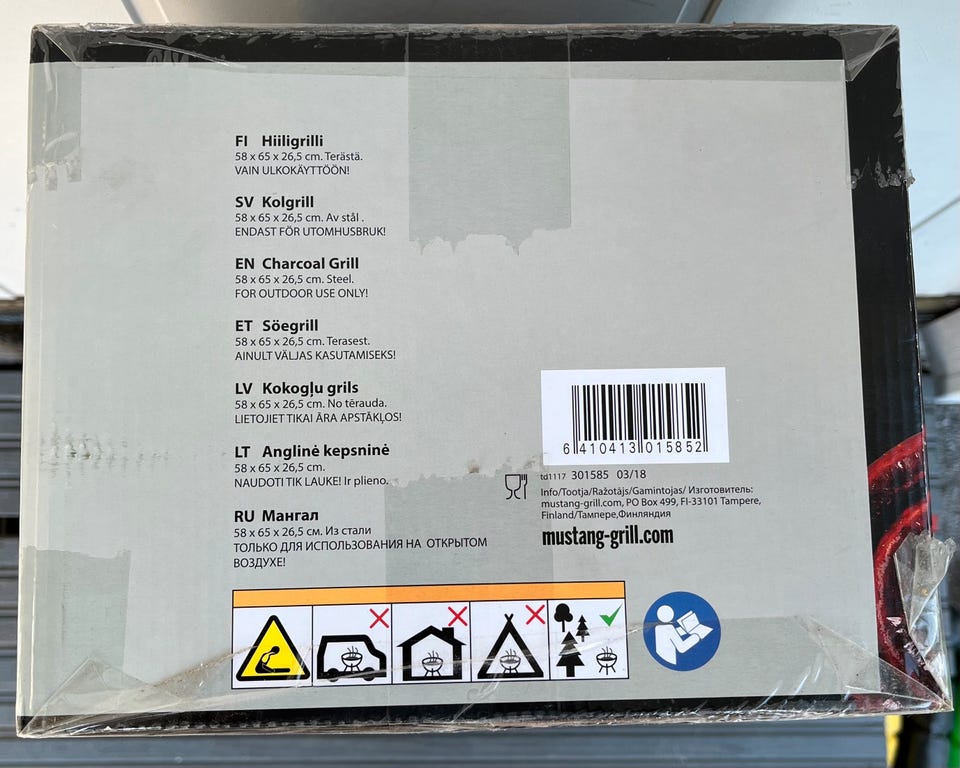 FI Hiiligrilli
58 x 65 x 26,5 cm. Terästä.
VAIN ULKOKÄYTTÖÖN!
SV Kolgrill
58 x 65 x 26,5 cm. Av stål .
ENDAST FÖR UTOMHUSBRUK!
EN Charcoal Grill
58 x 65 x 26,5 cm. Steel.
FOR OUTDOOR USE ONLY!
ET Söegrill
58 x 65 x 26,5 cm. Terasest.
AINULT VÄLJAS KASUTAMISEKS!
LV Kokogļu grils
58 x 65 x 26,5 cm. No tērauda.
LIETOJIET TIKAI ĀRA APSTĀKĻOS!
LT Anglinė kepsninė
58 x 65 x 26,5 cm.
NAUDOTI TIK LAUKE! Ir plieno.
RU Мангал
58 x 65 x 26,5 см. Из стали
ТОЛЬКО ДЛЯ ИСПОЛЬЗОВАНИЯ НА ОТКРЫТОМ
ВОЗДУХЕ!
6 410413 015852
td1117 301585 03/18
Info/Tootja/Ražotājs/Gamintojas/ Изготовитель:
mustang-grill.com, PO Box 499, FI-33101 Tampere,
Finland/Тампере,Финляндия
mustang-grill.com